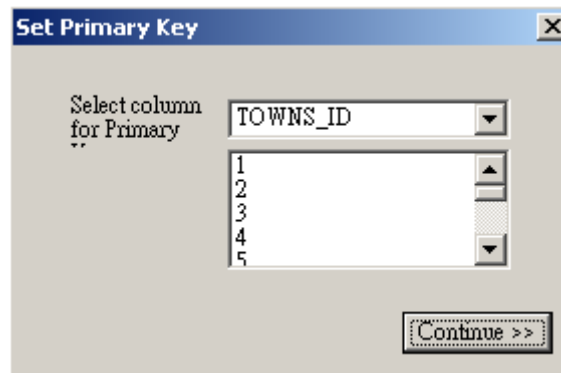 Set Primary Key
Select column
for Primary
TOWNS_ID
1
2
3
4
5
Continue >>